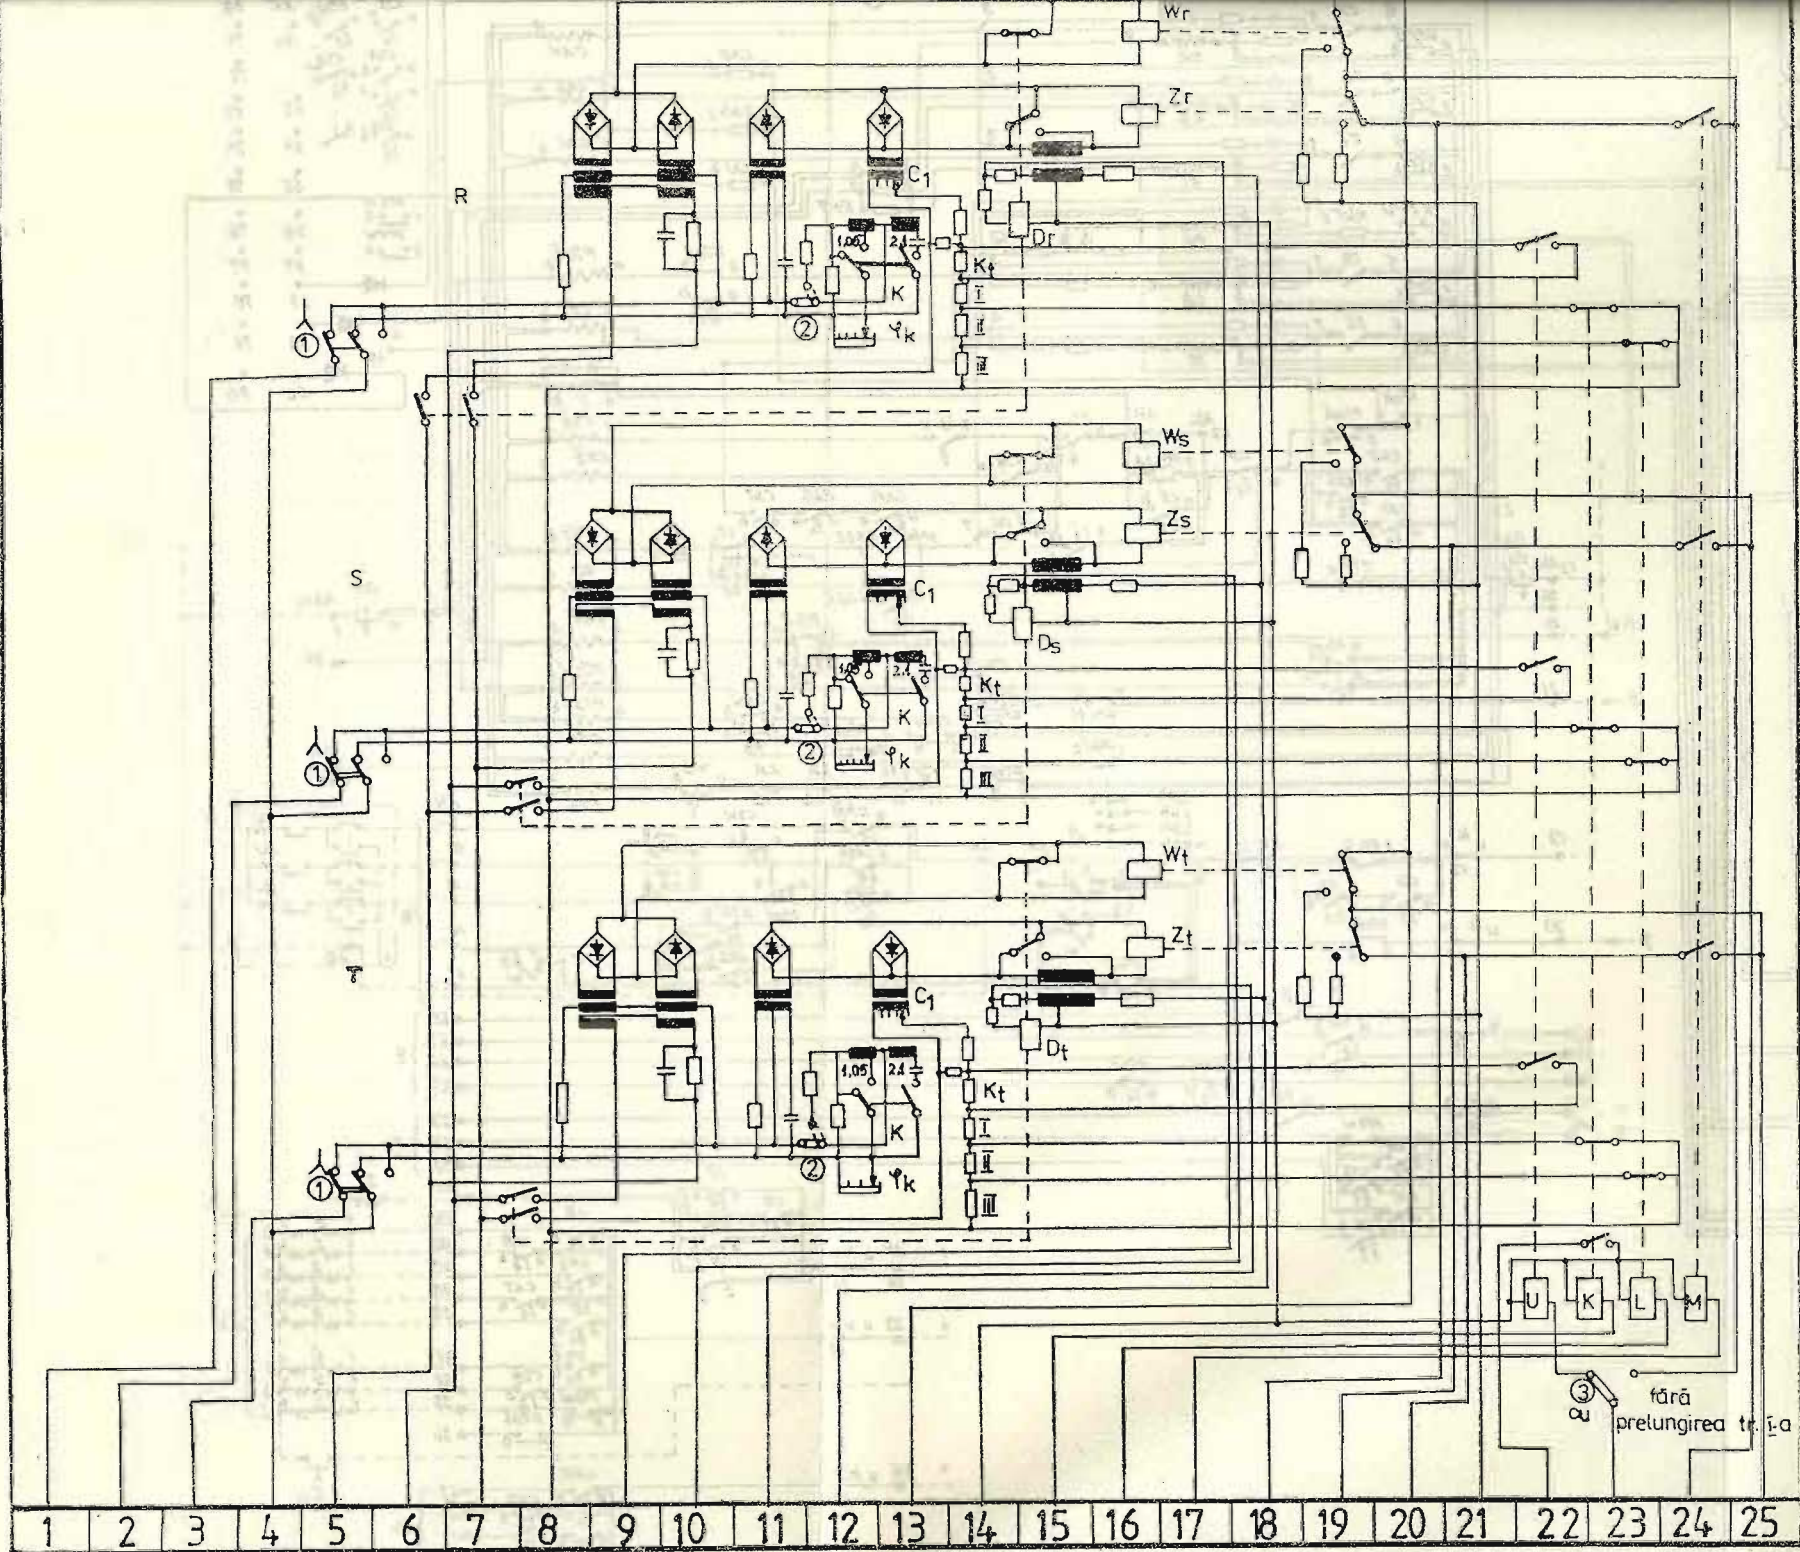 Wr
Zr
R
C1
Dr
1,05
2.1
Kt
I
K
①
②
φk
II
III
Ws
Zs
S
C1
Ds
1,05
2.1
Kt
I
K
①
②
φk
II
III
Wt
Zt
T
C1
Dt
1,05
2.1
Kt
I
K
①
②
φk
II
III
U K L M
③
cu
fără
prelungirea tr. I-a
1 2 3 4 5 6 7 8 9 10 11 12 13 14 15 16 17 18 19 20 21 22 23 24 25